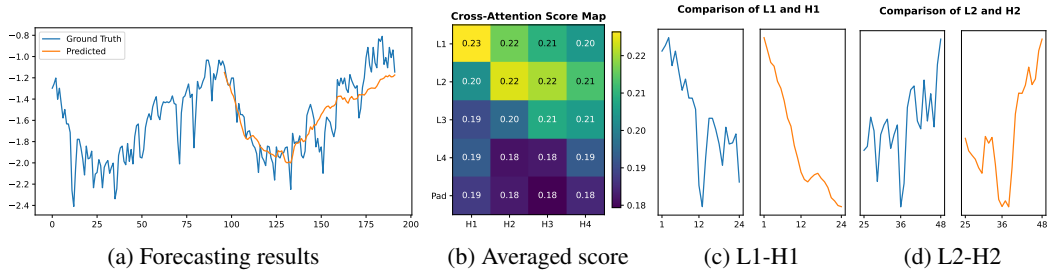 Ground Truth
Predicted
−0.8
−1.0
−1.2
−1.4
−1.6
−1.8
−2.0
−2.2
−2.4
0 25 50 75 100 125 150 175 200
(a) Forecasting results
Cross-Attention Score Map
L1 0.23 0.22 0.21 0.20
L2 0.20 0.22 0.22 0.21
L3 0.19 0.20 0.21 0.21
L4 0.19 0.18 0.18 0.19
Pad 0.19 0.18 0.18 0.18
H1 H2 H3 H4
0.22
0.21
0.20
0.19
0.18
(b) Averaged score
Comparison of L1 and H1
1 12 24 1 12 24
(c) L1-H1
Comparison of L2 and H2
25 36 48 25 36 48
(d) L2-H2